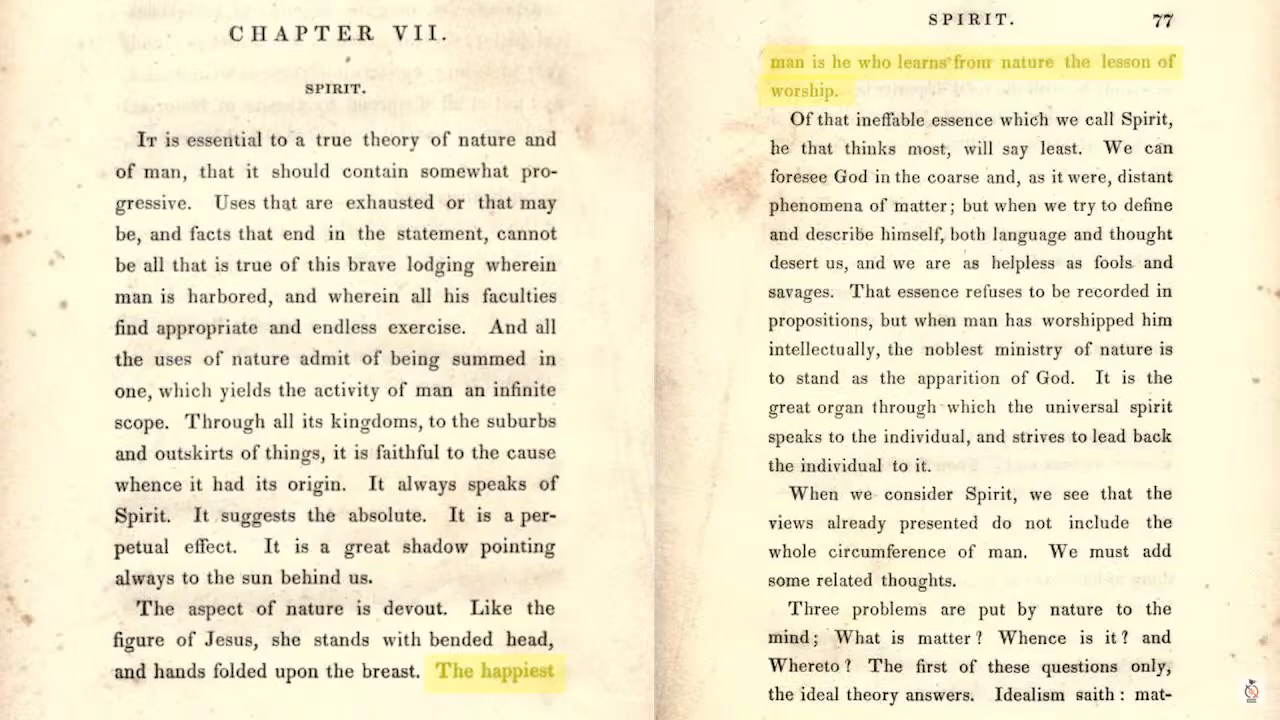 CHAPTER VII.
SPIRIT.
IT is essential to a true theory of nature and
of man, that it should contain somewhat pro-
gressive. Uses that are exhausted or that may
be, and facts that end in the statement, cannot
be all that is true of this brave lodging wherein
man is harbored, and wherein all his faculties
find appropriate and endless exercise. And all
the uses of nature admit of being summed in
one, which yields the activity of man an infinite
scope. Through all its kingdoms, to the suburbs
and outskirts of things, it is faithful to the cause
whence it had its origin. It always speaks of
Spirit. It suggests the absolute. It is a per-
petual effect. It is a great shadow pointing
always to the sun behind us.
The aspect of nature is devout. Like the
figure of Jesus, she stands with bended head,
and hands folded upon the breast. The happiest
SPIRIT. 77
man is he who learns from nature the lesson of
worship.
Of that ineffable essence which we call Spirit,
he that thinks most, will say least. We can
foresee God in the coarse and, as it were, distant
phenomena of matter; but when we try to define
and describe himself, both language and thought
desert us, and we are as helpless as fools and
savages. That essence refuses to be recorded in
propositions, but when man has worshipped him
intellectually, the noblest ministry of nature is
to stand as the apparition of God. It is the
great organ through which the universal spirit
speaks to the individual, and strives to lead back
the individual to it.
When we consider Spirit, we see that the
views already presented do not include the
whole circumference of man. We must add
some related thoughts.
Three problems are put by nature to the
mind; What is matter? Whence is it? and
Whereto? The first of these questions only,
the ideal theory answers. Idealism saith: mat-